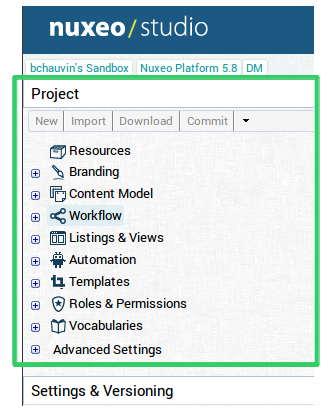 nuxeo/studio
bchauvin's Sandbox Nuxeo Platform 5.8 DM
Project
New Import Download Commit
Resources
Branding
Content Model
Workflow
Listings & Views
Automation
Templates
Roles & Permissions
Vocabularies
Advanced Settings
Settings & Versioning